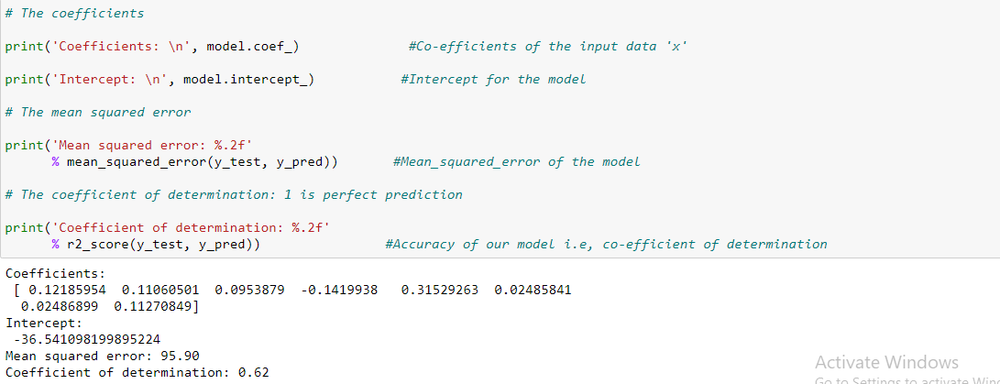 # The coefficients
print('Coefficients: \n', model.coef_) #Co-efficients of the input data 'x'
print('Intercept: \n', model.intercept_) #Intercept for the model
# The mean squared error
print('Mean squared error: %.2f'
% mean_squared_error(y_test, y_pred)) #Mean_squared_error of the model
# The coefficient of determination: 1 is perfect prediction
print('Coefficient of determination: %.2f'
% r2_score(y_test, y_pred)) #Accuracy of our model i.e, co-efficient of determination
Coefficients:
[ 0.12185954 0.11060501 0.0953879 -0.1419938 0.31529263 0.02485841
0.02486899 0.11270849]
Intercept:
-36.541098199895224
Mean squared error: 95.90
Coefficient of determination: 0.62
Activate Windows
Go to Settings to activate Win